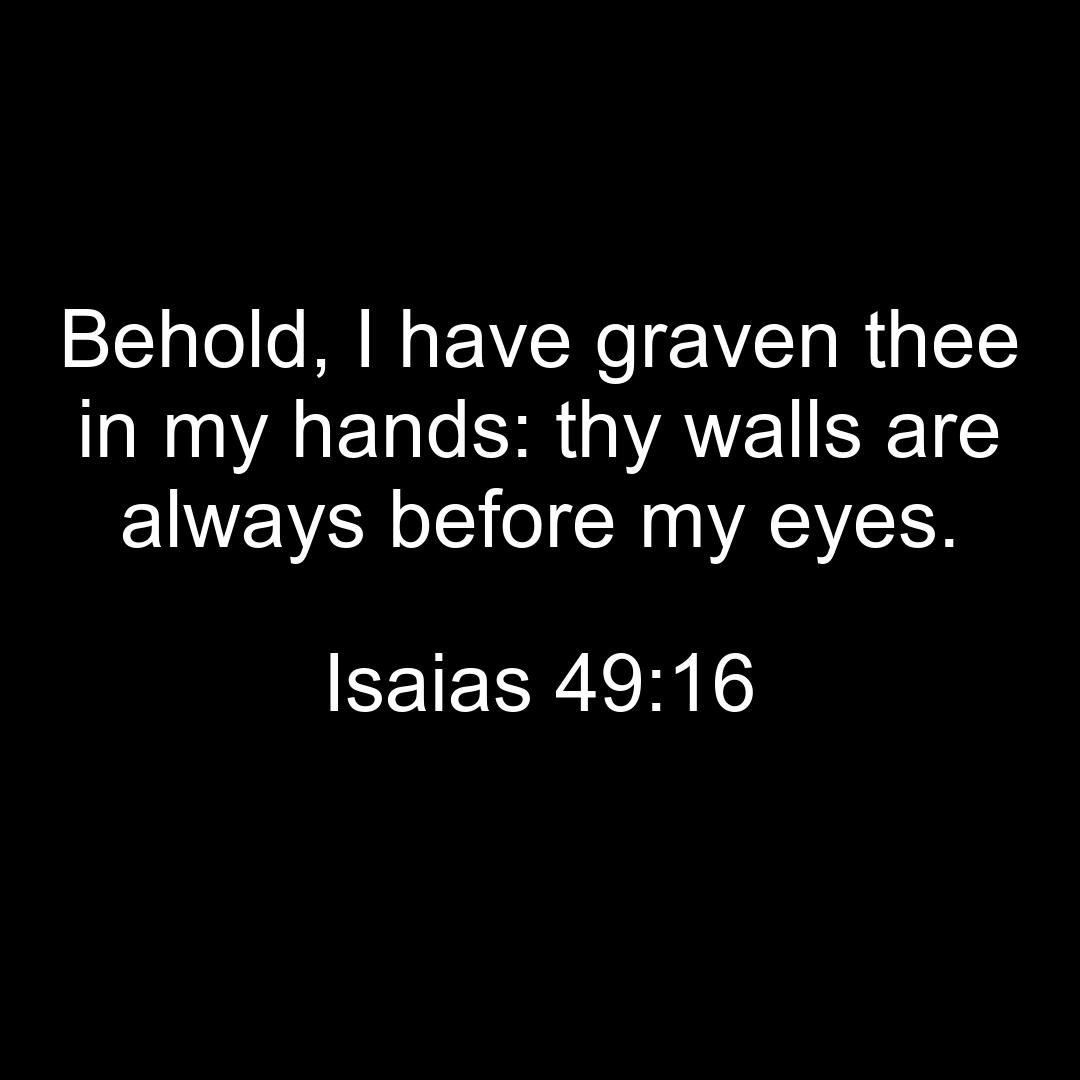 Behold, I have graven thee
in my hands: thy walls are
always before my eyes.
Isaias 49:16